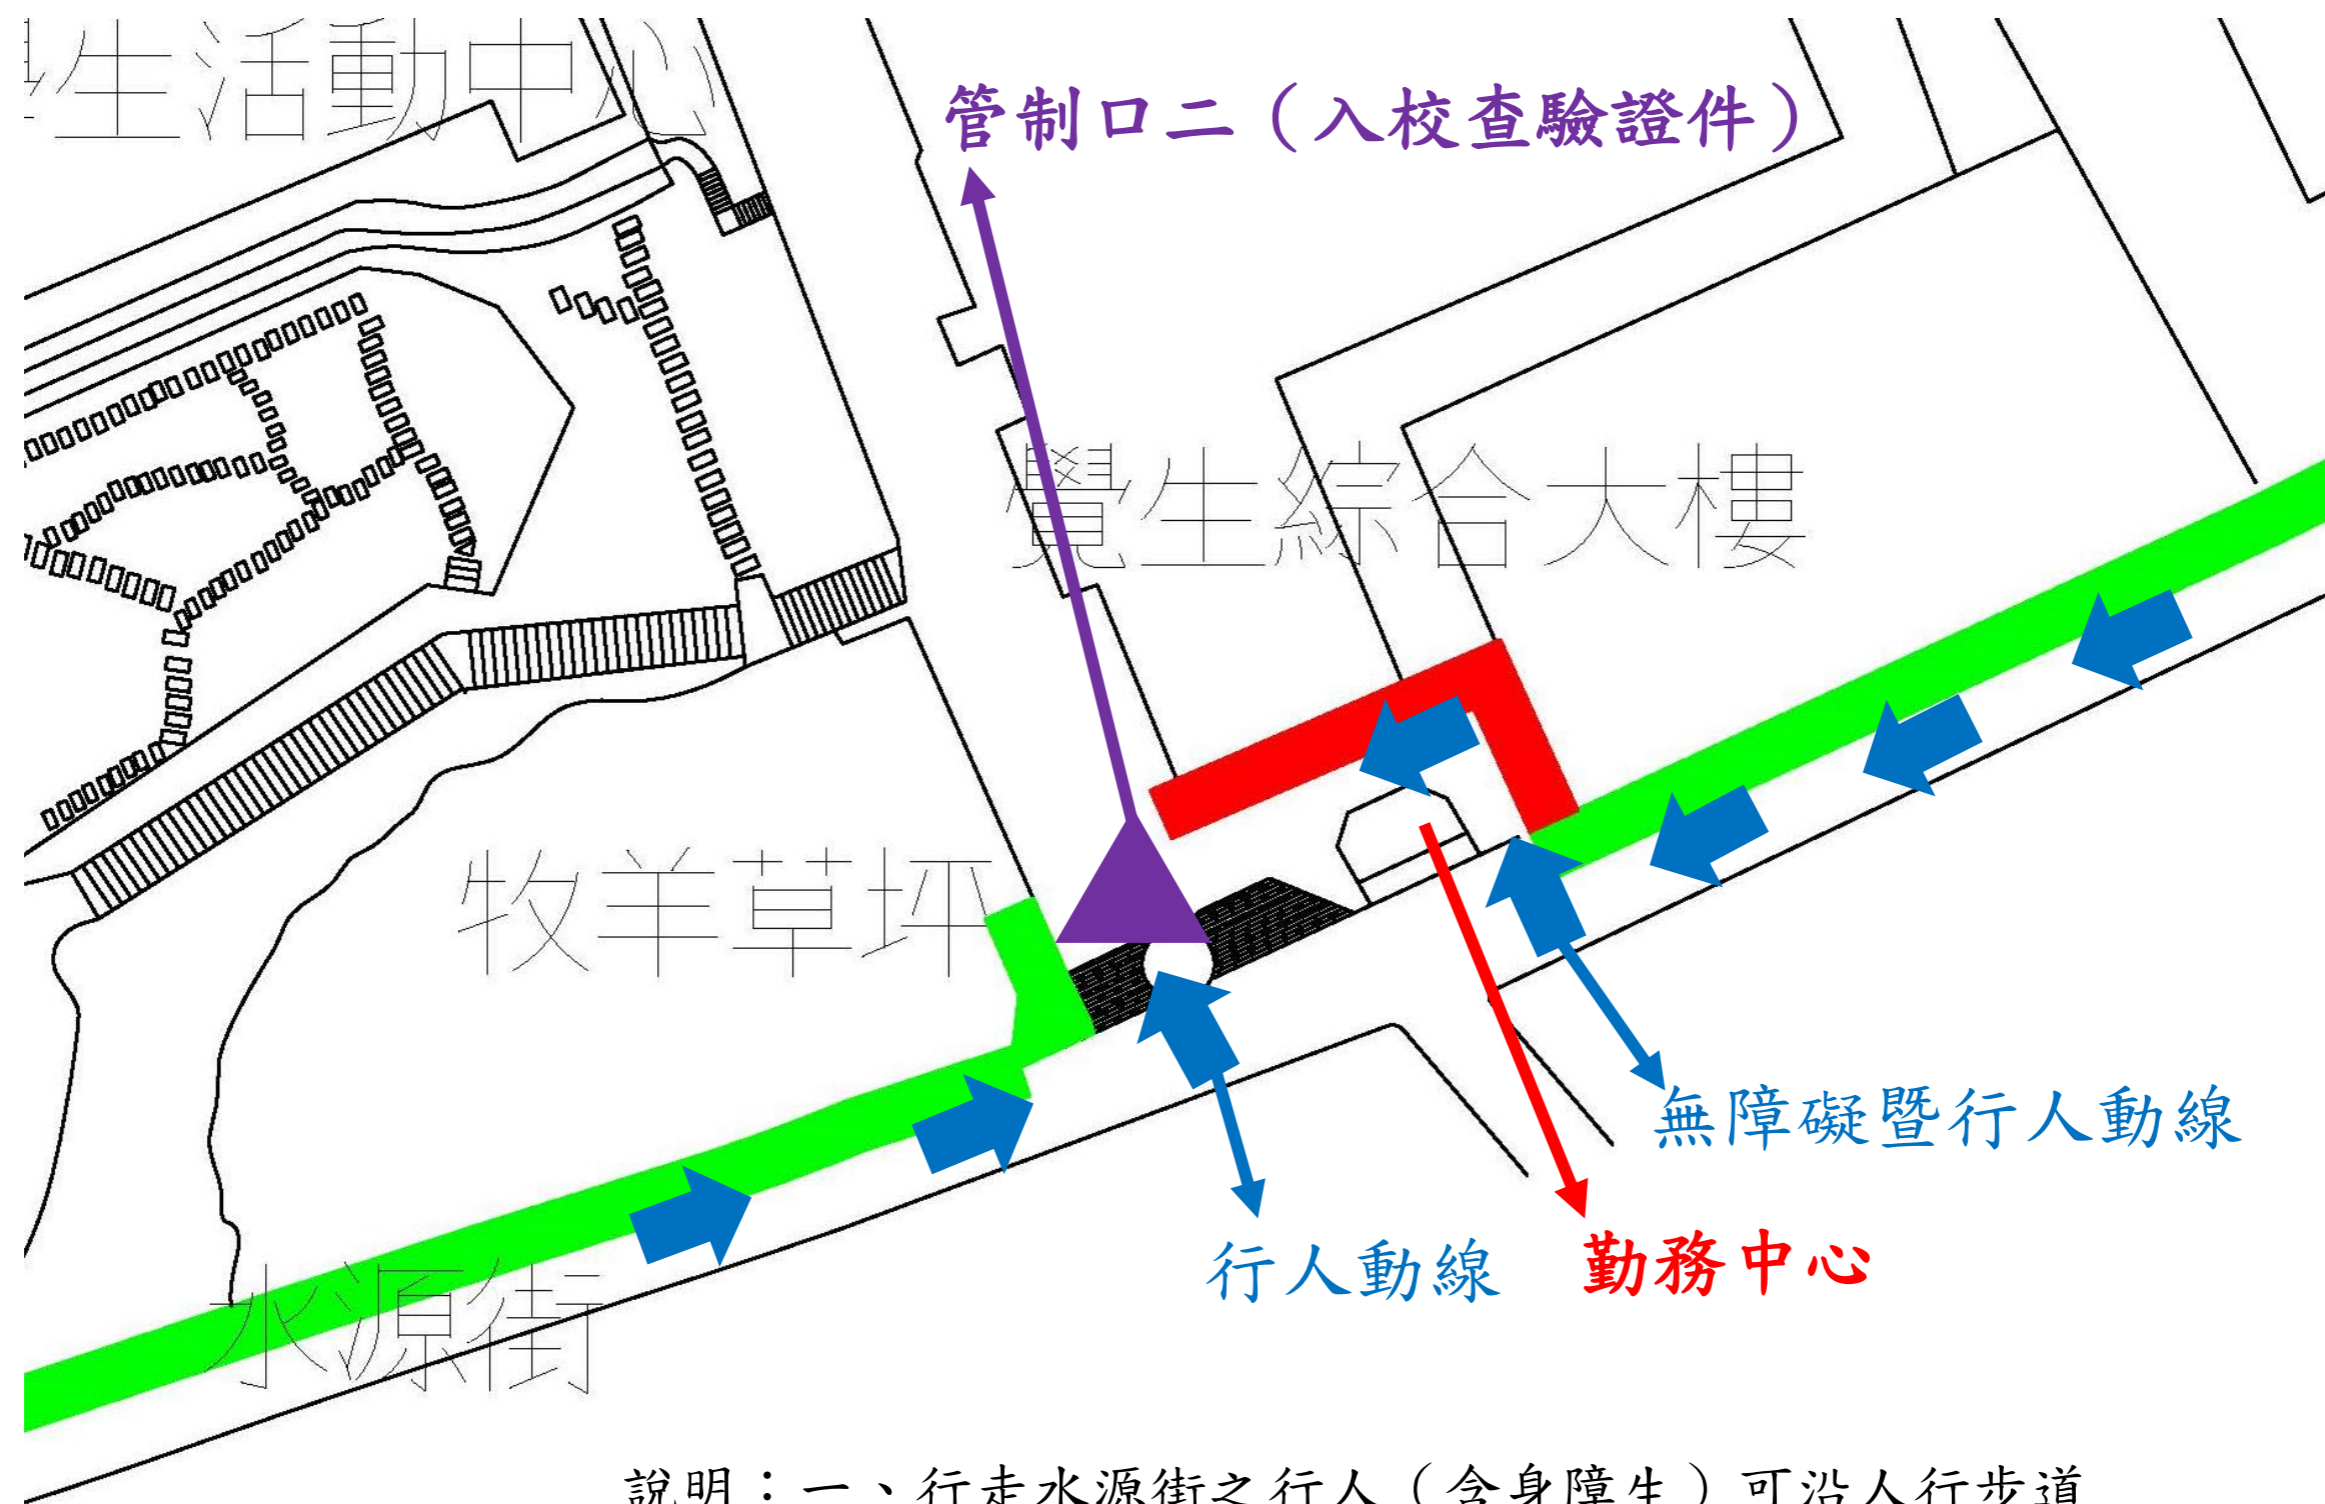 生活動中心
管制口二（入校查驗證件）
覺生綜合大樓
牧羊草坪
無障礙暨行人動線
行人動線
勤務中心
水源街
說明：一、行走水源街之行人（含身障生）可沿人行步道